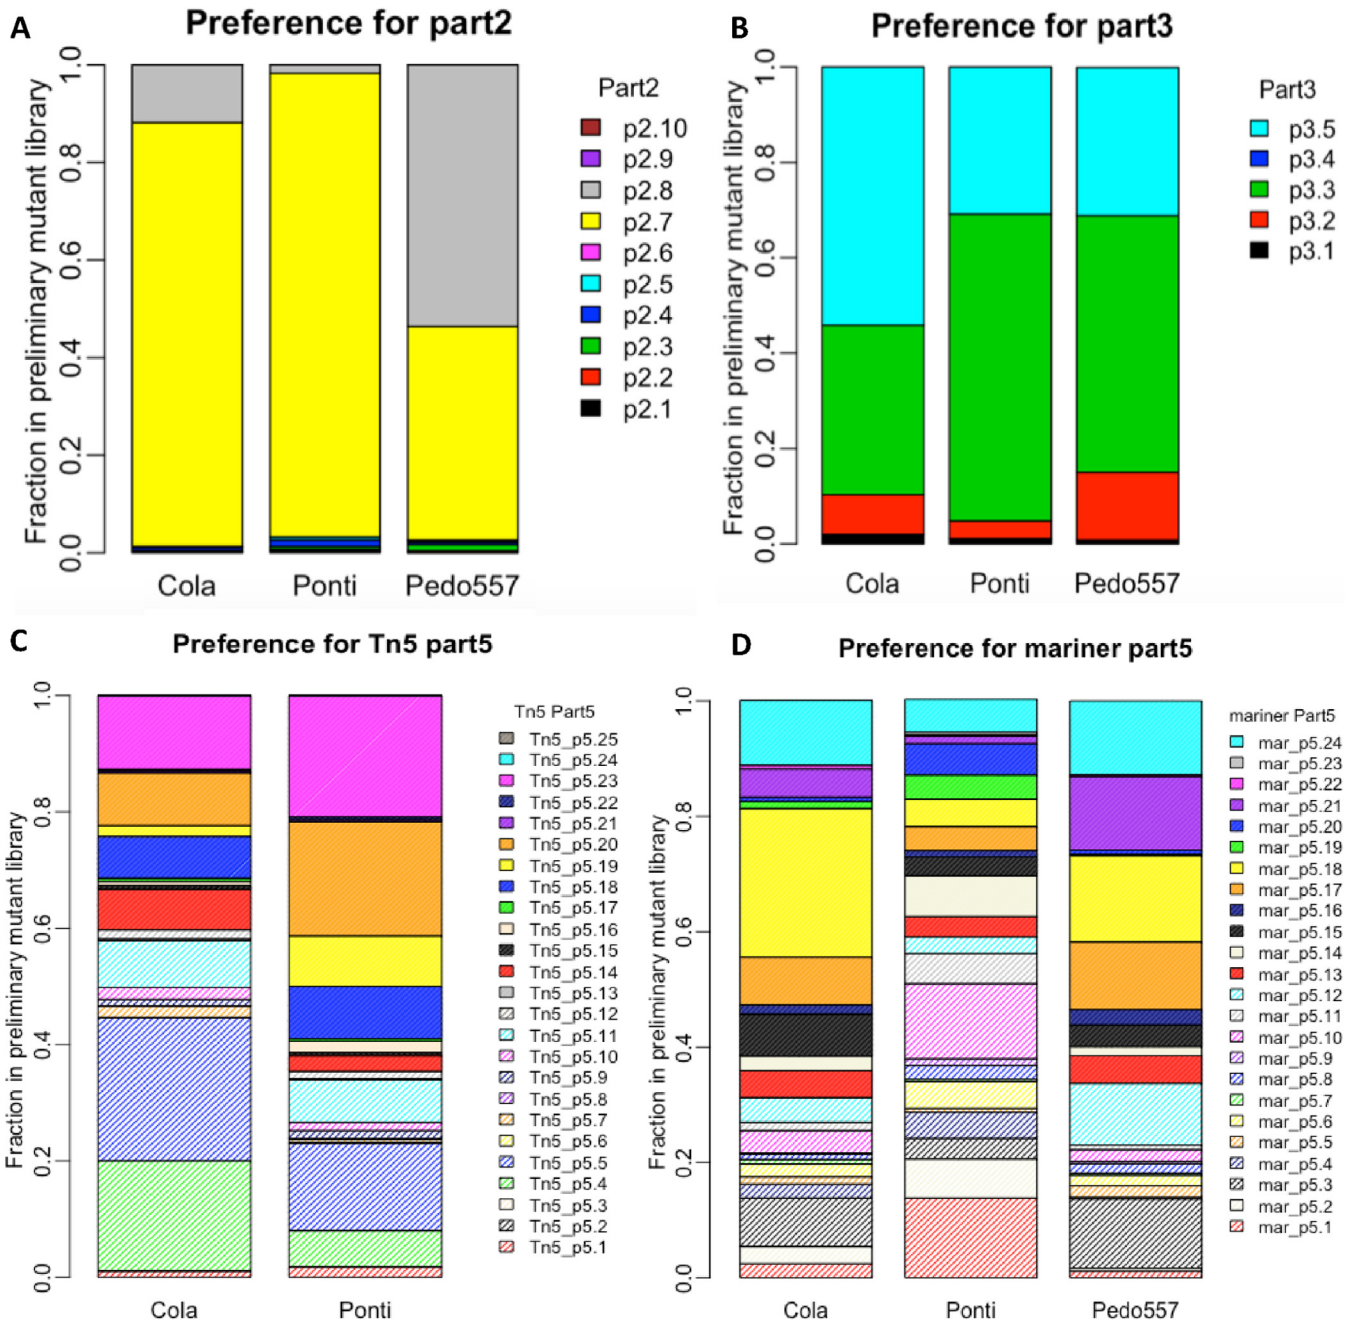 A
Preference for part2
Fraction in preliminary mutant library
0.0
0.2
0.4
0.6
0.8
1.0
Cola
Ponti
Pedo557
Part2
p2.10
p2.9
p2.8
p2.7
p2.6
p2.5
p2.4
p2.3
p2.2
p2.1
B
Preference for part3
Fraction in preliminary mutant library
0.0
0.2
0.4
0.6
0.8
1.0
Cola
Ponti
Pedo557
Part3
p3.5
p3.4
p3.3
p3.2
p3.1
C
Preference for Tn5 part5
Fraction in preliminary mutant library
0.0
0.2
0.4
0.6
0.8
1.0
Cola
Ponti
Tn5 Part5
Tn5_p5.25
Tn5_p5.24
Tn5_p5.23
Tn5_p5.22
Tn5_p5.21
Tn5_p5.20
Tn5_p5.19
Tn5_p5.18
Tn5_p5.17
Tn5_p5.16
Tn5_p5.15
Tn5_p5.14
Tn5_p5.13
Tn5_p5.12
Tn5_p5.11
Tn5_p5.10
Tn5_p5.9
Tn5_p5.8
Tn5_p5.7
Tn5_p5.6
Tn5_p5.5
Tn5_p5.4
Tn5_p5.3
Tn5_p5.2
Tn5_p5.1
D
Preference for mariner part5
Fraction in preliminary mutant library
0.0
0.2
0.4
0.6
0.8
1.0
Cola
Ponti
Pedo557
mariner Part5
mar_p5.24
mar_p5.23
mar_p5.22
mar_p5.21
mar_p5.20
mar_p5.19
mar_p5.18
mar_p5.17
mar_p5.16
mar_p5.15
mar_p5.14
mar_p5.13
mar_p5.12
mar_p5.11
mar_p5.10
mar_p5.9
mar_p5.8
mar_p5.7
mar_p5.6
mar_p5.5
mar_p5.4
mar_p5.3
mar_p5.2
mar_p5.1